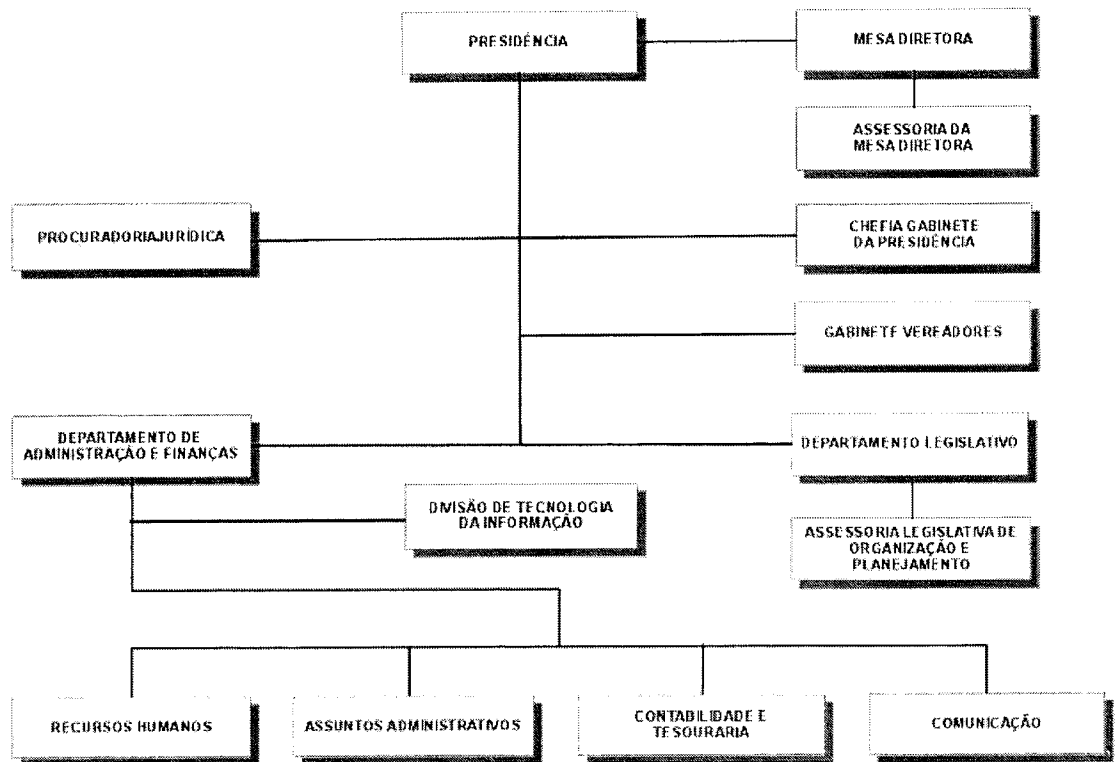 PRESIDÊNCIA
MESA DIRETORA
ASSESSORIA DA
MESA DIRETORA
PROCURADORIA JURÍDICA
CHEFIA GABINETE
DA PRESIDÊNCIA
GABINETE VEREADORES
DEPARTAMENTO DE
ADMINISTRAÇÃO E FINANÇAS
DEPARTAMENTO LEGISLATIVO
DIVISÃO DE TECNOLOGIA
DA INFORMAÇÃO
ASSESSORIA LEGISLATIVA DE
ORGANIZAÇÃO E
PLANEJAMENTO
RECURSOS HUMANOS
ASSUNTOS ADMINISTRATIVOS
CONTABILIDADE E
TESOURARIA
COMUNICAÇÃO